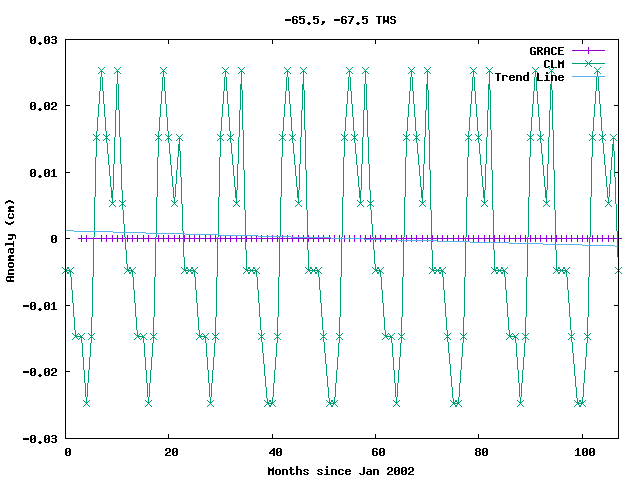 -65.5, -67.5 TWS
0.03
0.02
0.01
0
-0.01
-0.02
-0.03
Anomaly (cm)
GRACE
CLM
Trend Line
0 20 40 60 80 100
Months since Jan 2002